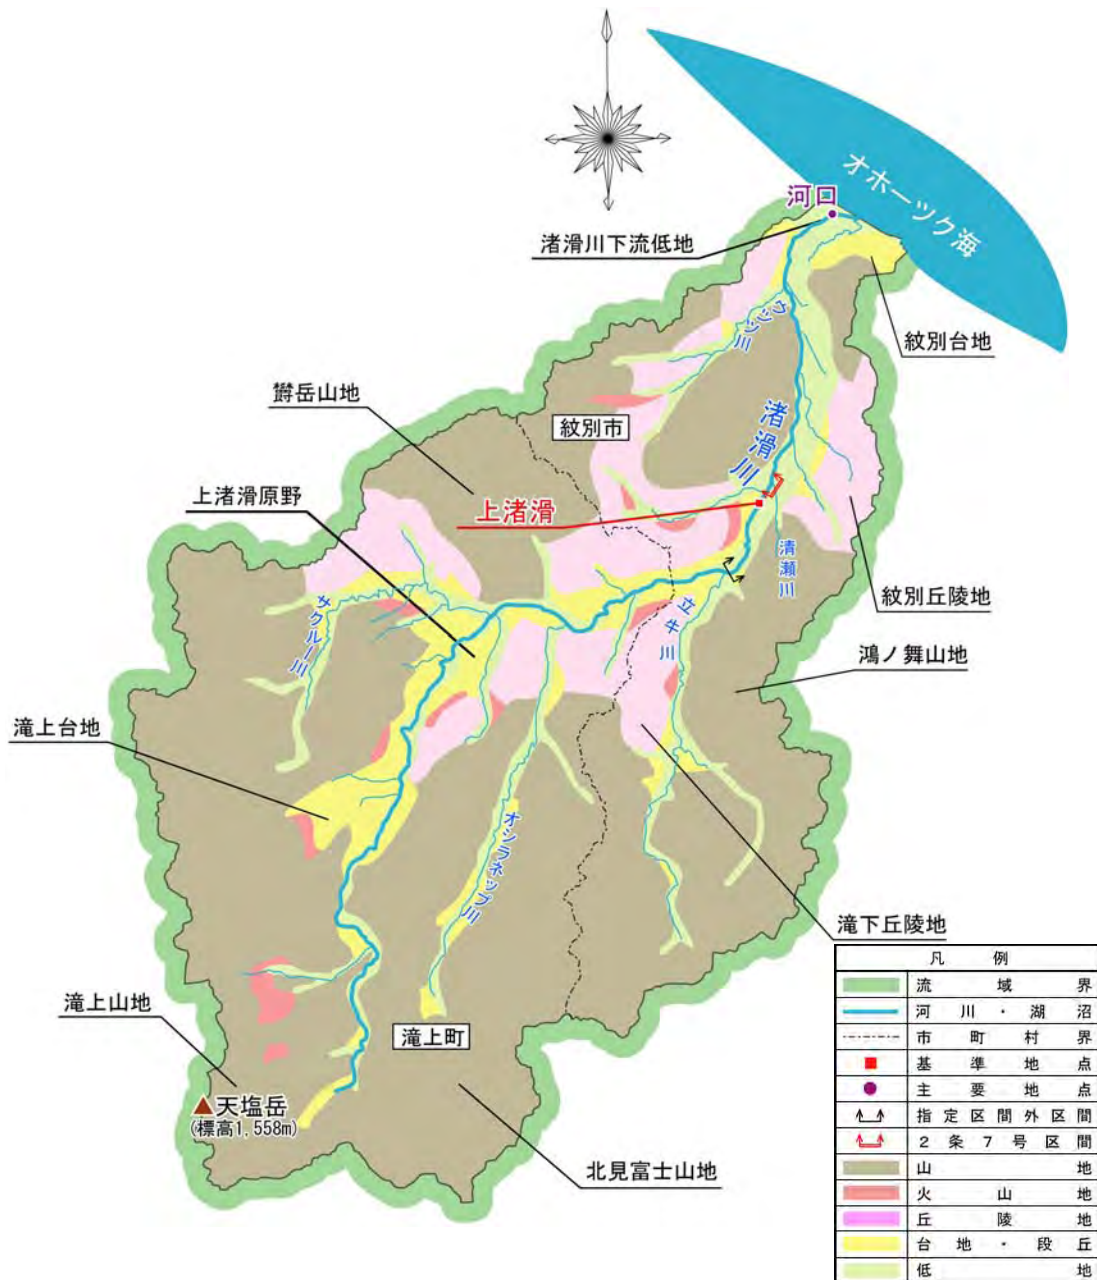 オホーツク海
河口
渚滑川下流低地
ウツツ川
紋別台地
欝岳山地
紋別市
渚滑川
上渚滑原野
上渚滑
清瀬川
紋別丘陵地
サクルー川
立牛川
鴻ノ舞山地
滝上台地
オシラネップ川
滝下丘陵地
滝上山地
滝上町
天塩岳
(標高1,558m)
北見富士山地
凡例
流域界
河川・湖沼
市町村界
基準地点
主要地点
指定区間外区間
2条7号区間
山地
火山地
丘陵地
台地・段丘
低地